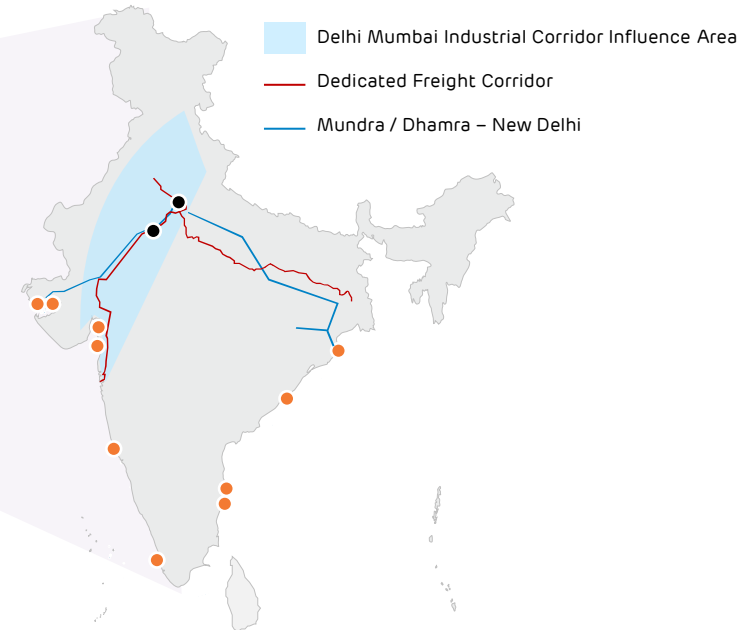 Delhi Mumbai Industrial Corridor Influence Area
Dedicated Freight Corridor
Mundra / Dhamra – New Delhi